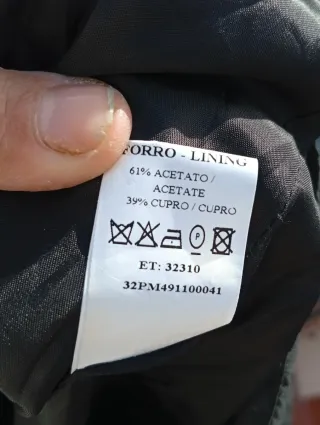 FORRO - LINING
61% ACETATO /
ACETATE
39% CUPRO / CUPRO
P
ET: 32310
32PM491100041